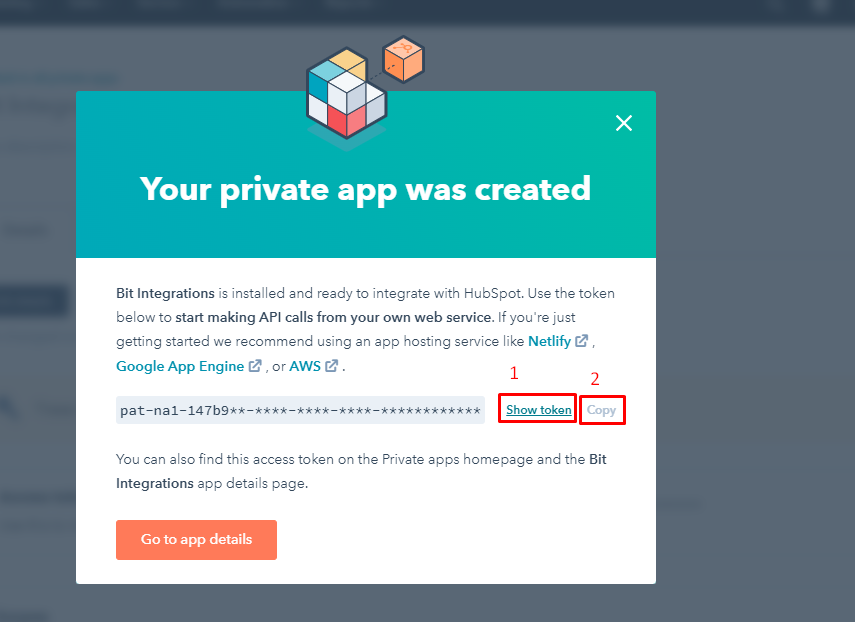 Your private app was created
Bit Integrations is installed and ready to integrate with HubSpot. Use the token
below to start making API calls from your own web service. If you're just
getting started we recommend using an app hosting service like Netlify ,
Google App Engine , or AWS .
1
2
pat-na1-147b9**-****-****-****-************ Show token Copy
You can also find this access token on the Private apps homepage and the Bit
Integrations app details page.
Go to app details